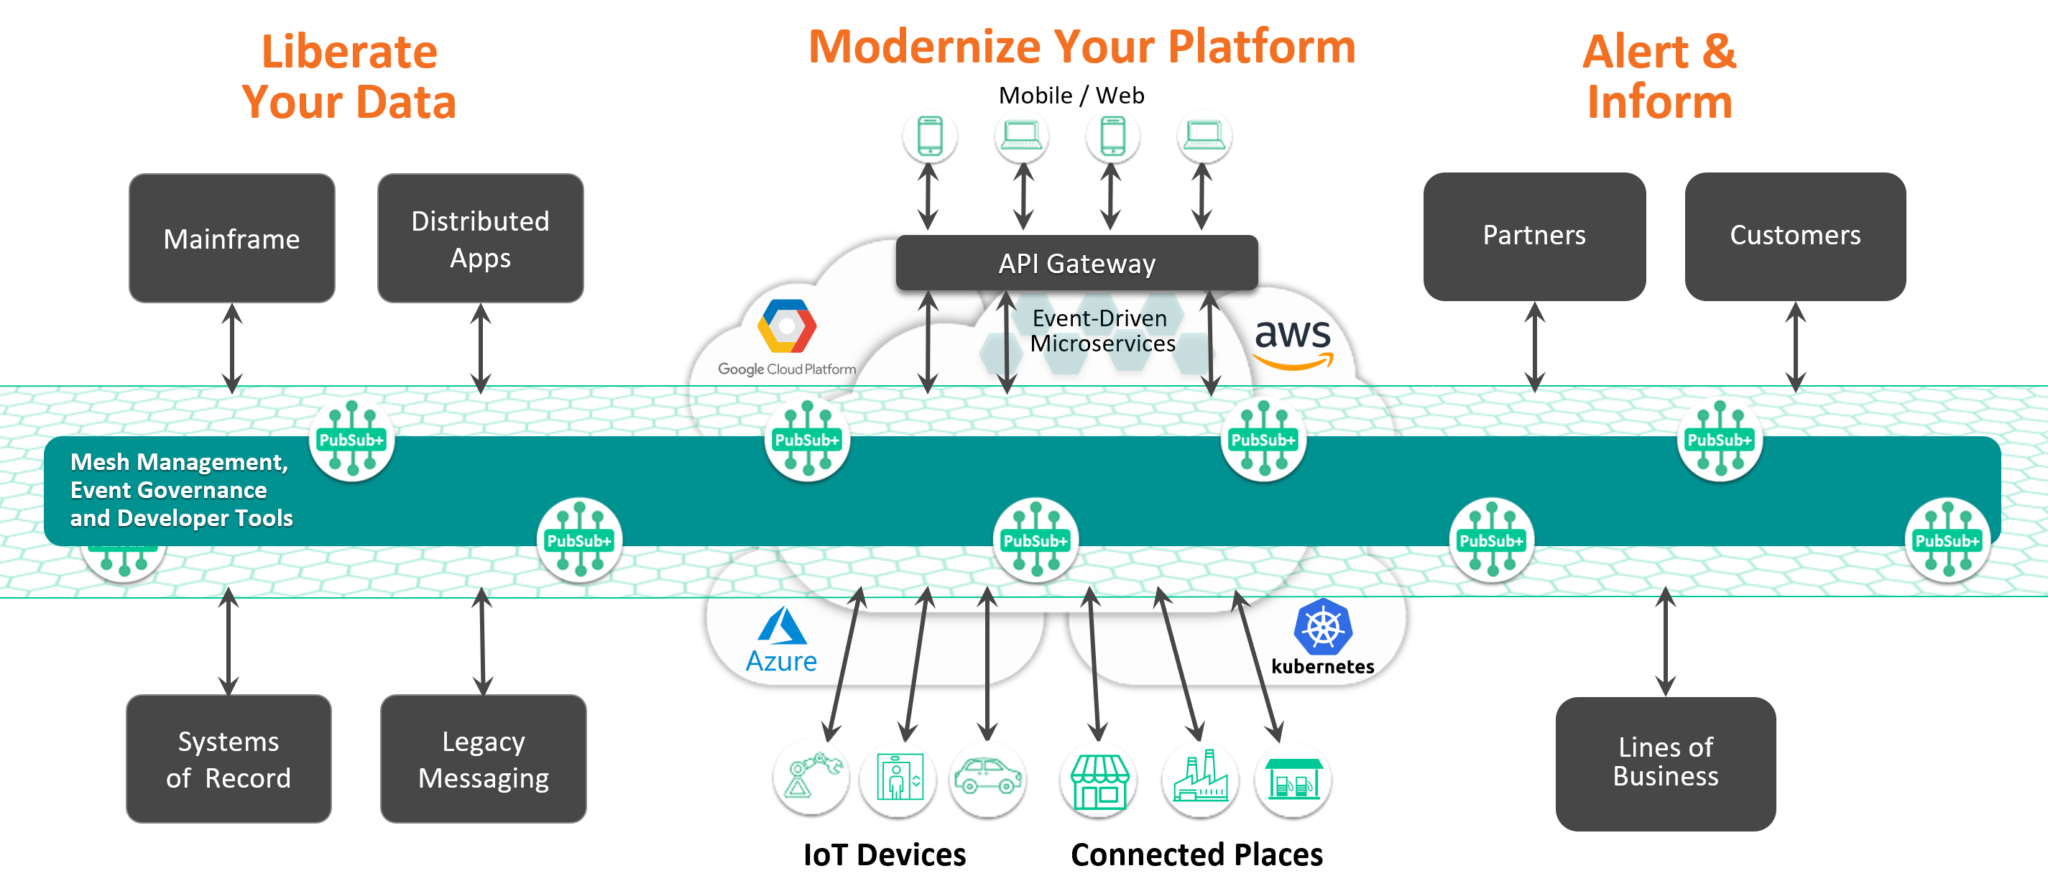 Liberate
Your Data
Modernize Your Platform
Alert &
Inform
Mobile / Web
Mainframe
Distributed
Apps
API Gateway
Partners
Customers
Google Cloud Platform
Event-Driven
Microservices
aws
PubSub+
PubSub+
PubSub+
PubSub+
Mesh Management,
Event Governance
and Developer Tools
PubSub+
PubSub+
PubSub+
PubSub+
Azure
kubernetes
Systems
of Record
Legacy
Messaging
Lines of
Business
IoT Devices
Connected Places